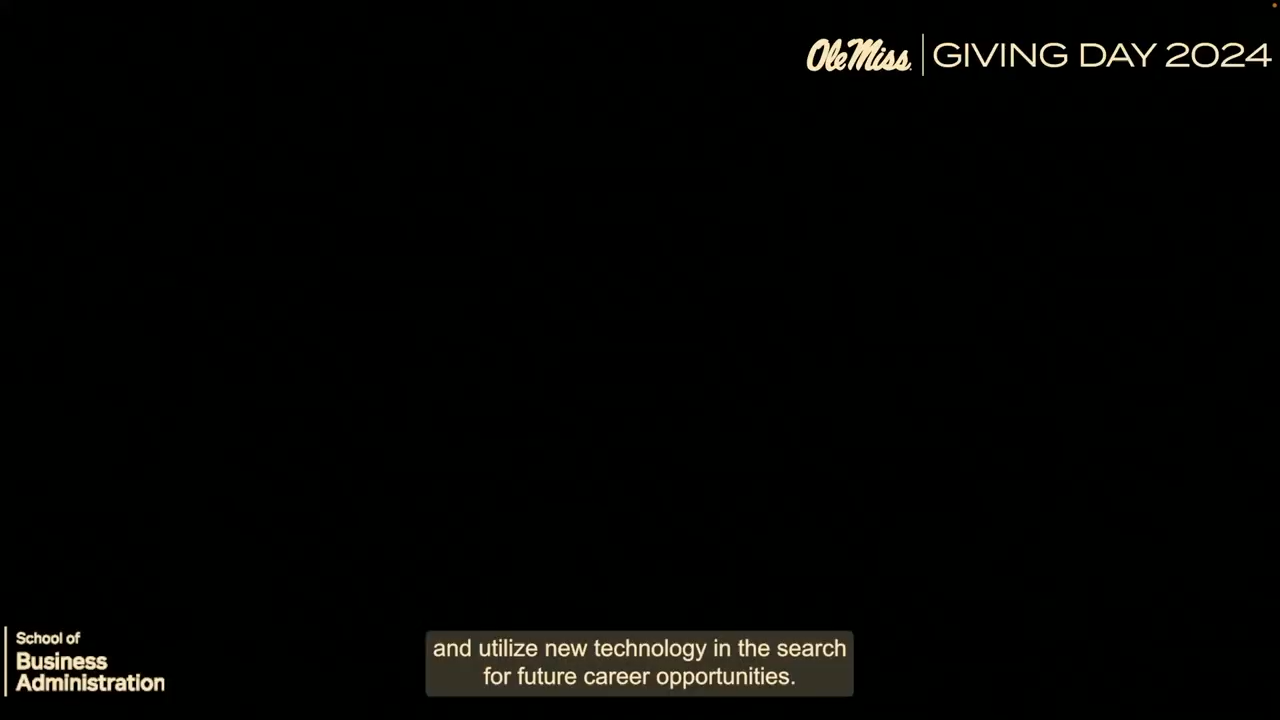 Ole Miss. | GIVING DAY 2024
School of
Business
Administration
and utilize new technology in the search
for future career opportunities.